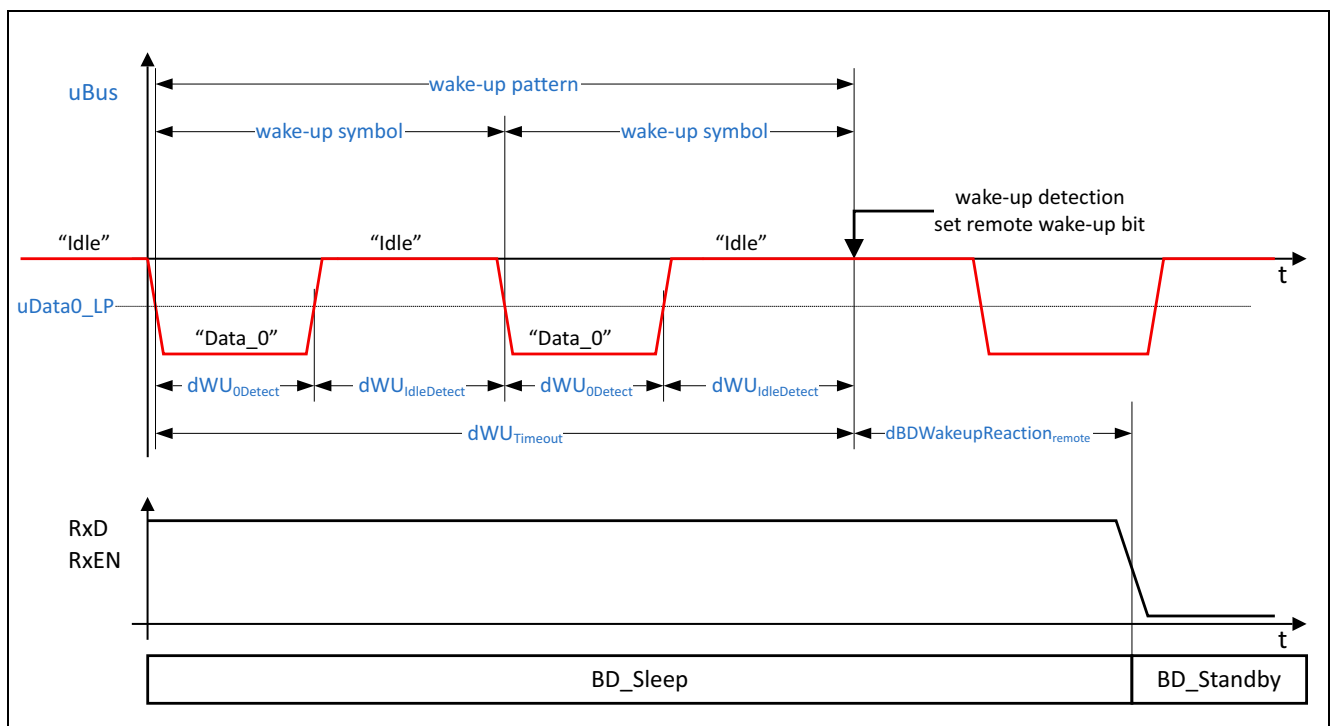 uBus
wake-up pattern
wake-up symbol
wake-up symbol
wake-up detection
set remote wake-up bit
“Idle”
“Idle”
“Idle”
t
uData0_LP
“Data_0”
“Data_0”
dWU0Detect
dWUIdleDetect
dWU0Detect
dWUIdleDetect
dWUTimeout
dBDWakeupReactionremote
RxD
RxEN
t
BD_Sleep
BD_Standby